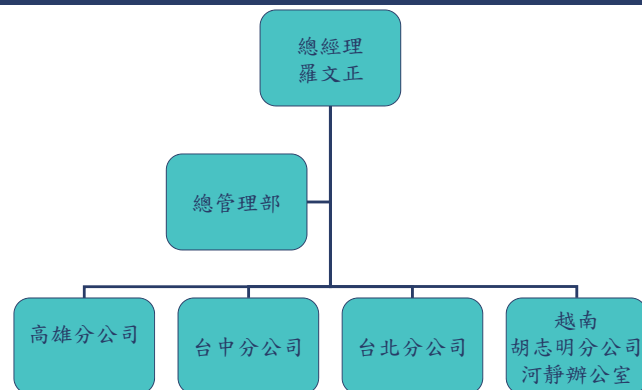 總經理
羅文正
總管理部
高雄分公司
台中分公司
台北分公司
越南
胡志明分公司
河靜辦公室